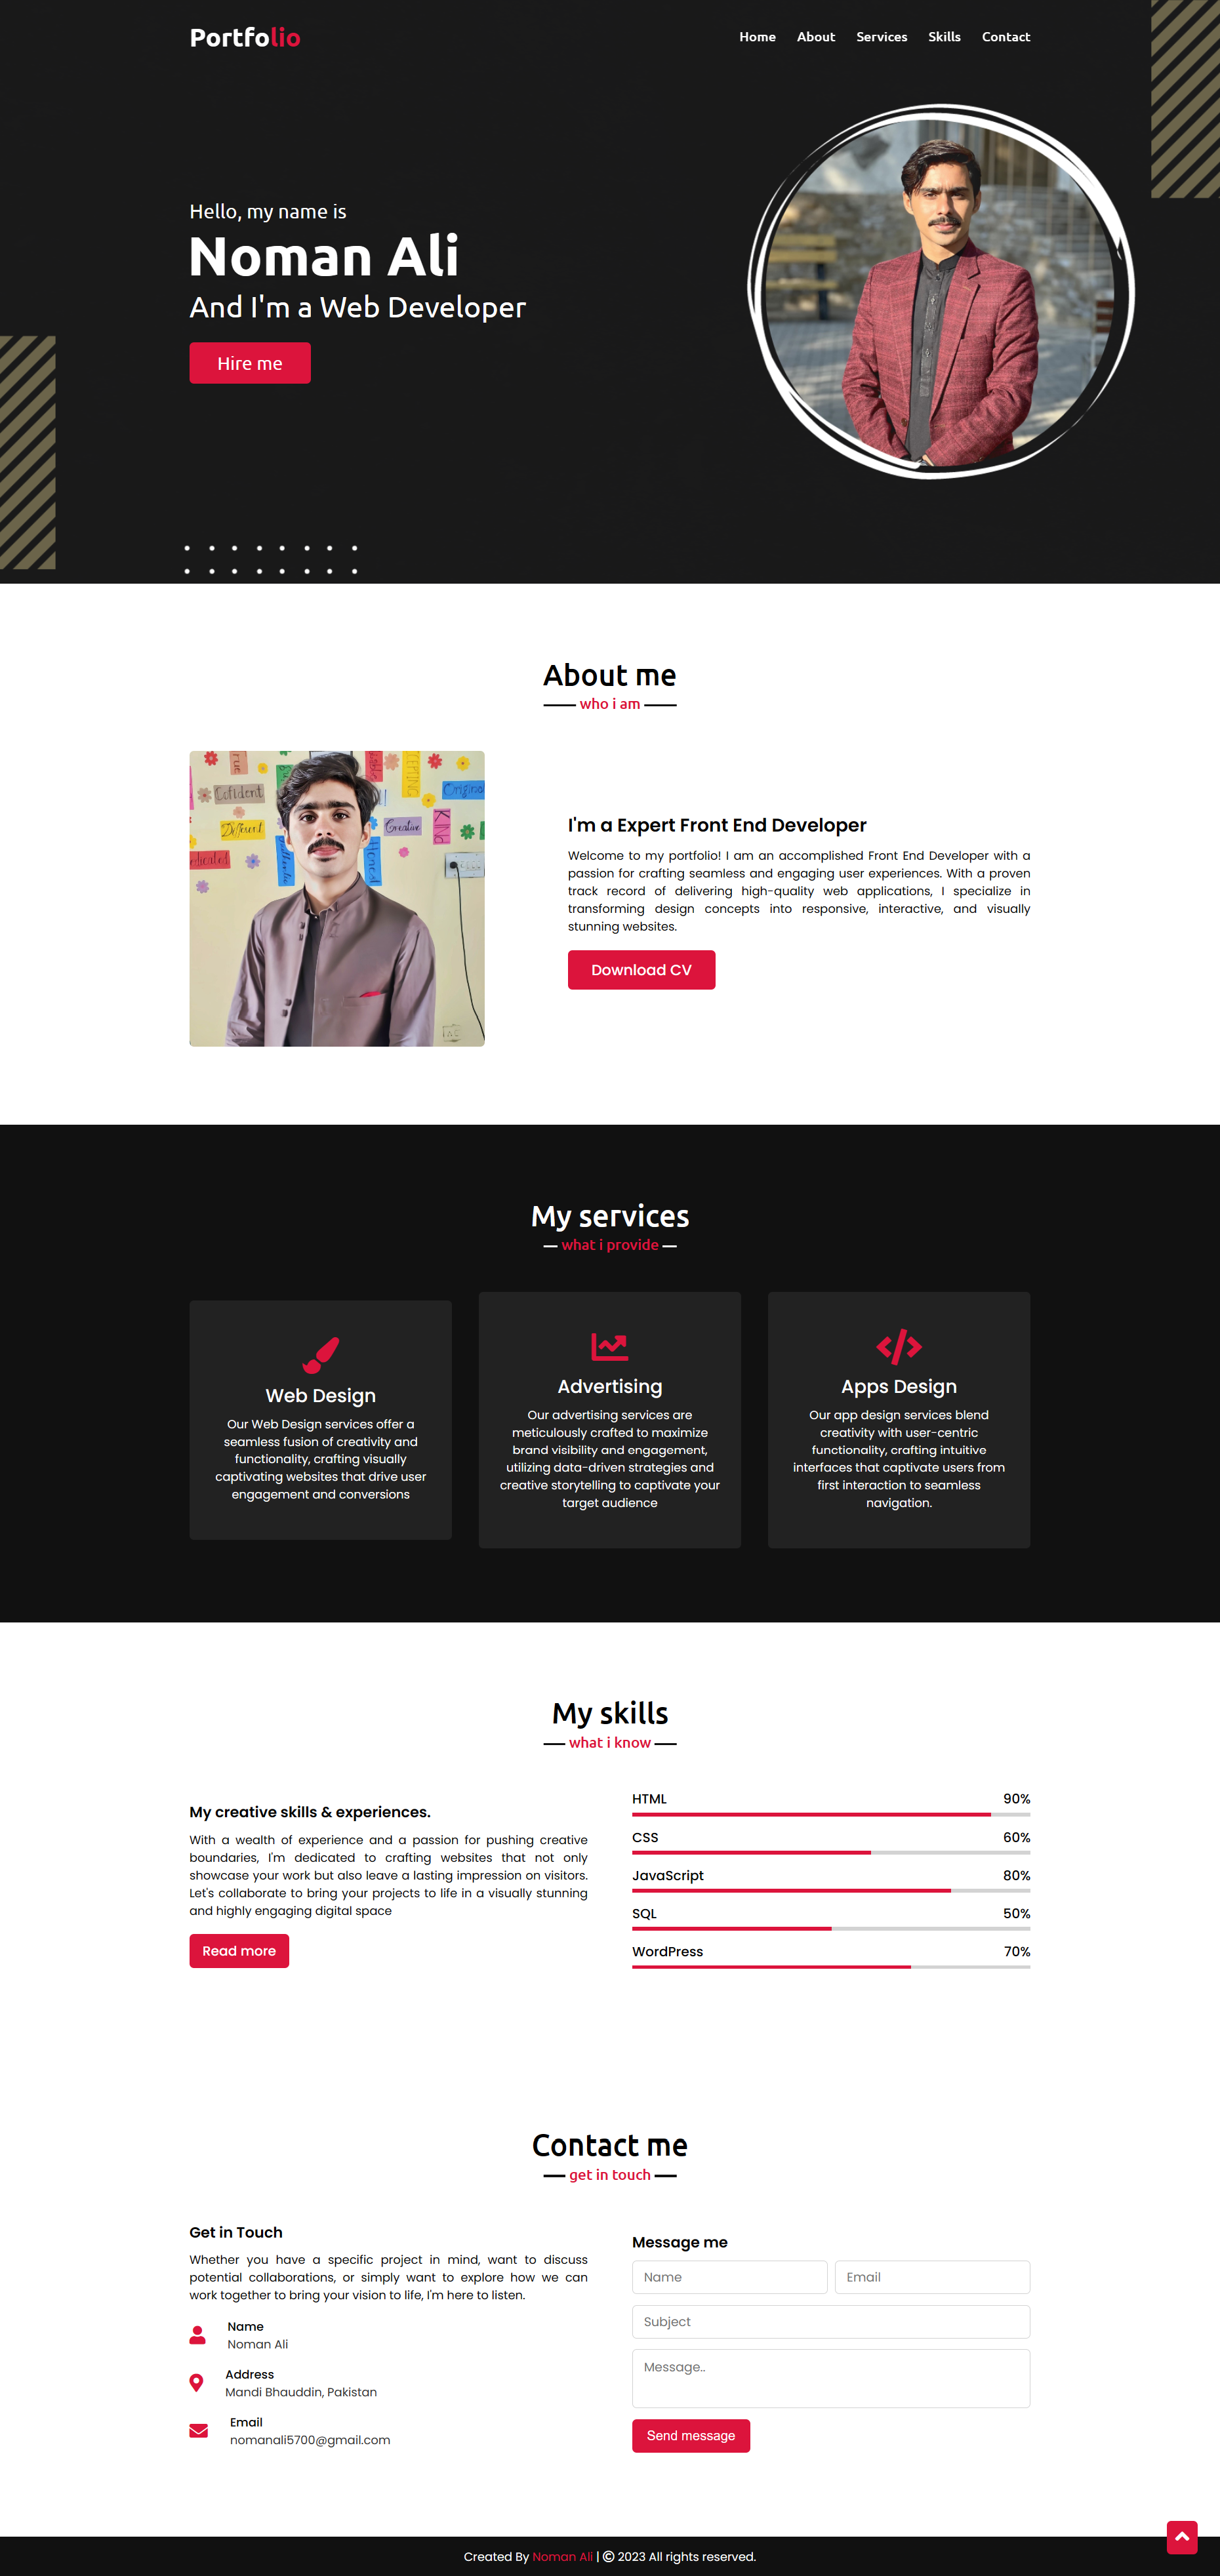 Portfolio
Home About Services Skills Contact
Hello, my name is
Noman Ali
And I'm a Web Developer
Hire me
About me
who i am
True
Cofident
Different
Creative
Original
KIND
Honest
I'm a Expert Front End Developer
Welcome to my portfolio! I am an accomplished Front End Developer with a
passion for crafting seamless and engaging user experiences. With a proven
track record of delivering high-quality web applications, I specialize in
transforming design concepts into responsive, interactive, and visually
stunning websites.
Download CV
My services
what i provide
Web Design
Our Web Design services offer a
seamless fusion of creativity and
functionality, crafting visually
captivating websites that drive user
engagement and conversions
Advertising
Our advertising services are
meticulously crafted to maximize
brand visibility and engagement,
utilizing data-driven strategies and
creative storytelling to captivate your
target audience
Apps Design
Our app design services blend
creativity with user-centric
functionality, crafting intuitive
interfaces that captivate users from
first interaction to seamless
navigation.
My skills
what i know
My creative skills & experiences.
With a wealth of experience and a passion for pushing creative
boundaries, I'm dedicated to crafting websites that not only
showcase your work but also leave a lasting impression on visitors.
Let's collaborate to bring your projects to life in a visually stunning
and highly engaging digital space
Read more
HTML 90%
CSS 60%
JavaScript 80%
SQL 50%
WordPress 70%
Contact me
get in touch
Get in Touch
Whether you have a specific project in mind, want to discuss
potential collaborations, or simply want to explore how we can
work together to bring your vision to life, I'm here to listen.
Name
Noman Ali
Address
Mandi Bhauddin, Pakistan
Email
nomanali5700@gmail.com
Message me
Name Email
Subject
Message..
Send message
Created By Noman Ali | © 2023 All rights reserved.